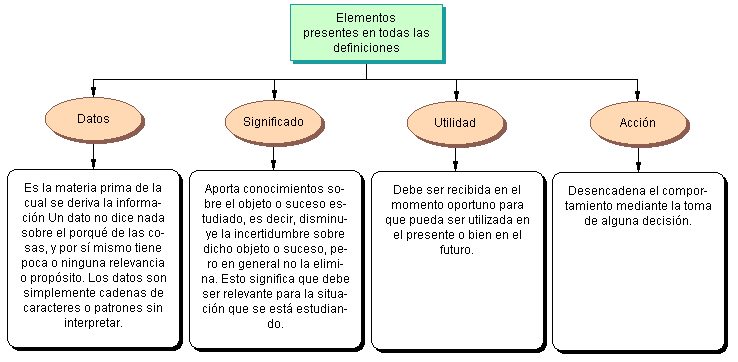 Elementos
presentes en todas las
definiciones
Datos
Significado
Utilidad
Acción
Es la materia prima de la
cual se deriva la informa-
ción Un dato no dice nada
sobre el porqué de las co-
sas, y por sí mismo tiene
poca o ninguna relevancia
o propósito. Los datos son
simplemente cadenas de
caracteres o patrones sin
interpretar.
Aporta conocimientos so-
bre el objeto o suceso es-
tudiado, es decir, disminu-
ye la incertidumbre sobre
dicho objeto o suceso, pe-
ro en general no la elimi-
na. Esto significa que debe
ser relevante para la situa-
ción que se está estudian-
do.
Debe ser recibida en el
momento oportuno para
que pueda ser utilizada en
el presente o bien en el
futuro.
Desencadena el compor-
tamiento mediante la toma
de alguna decisión.